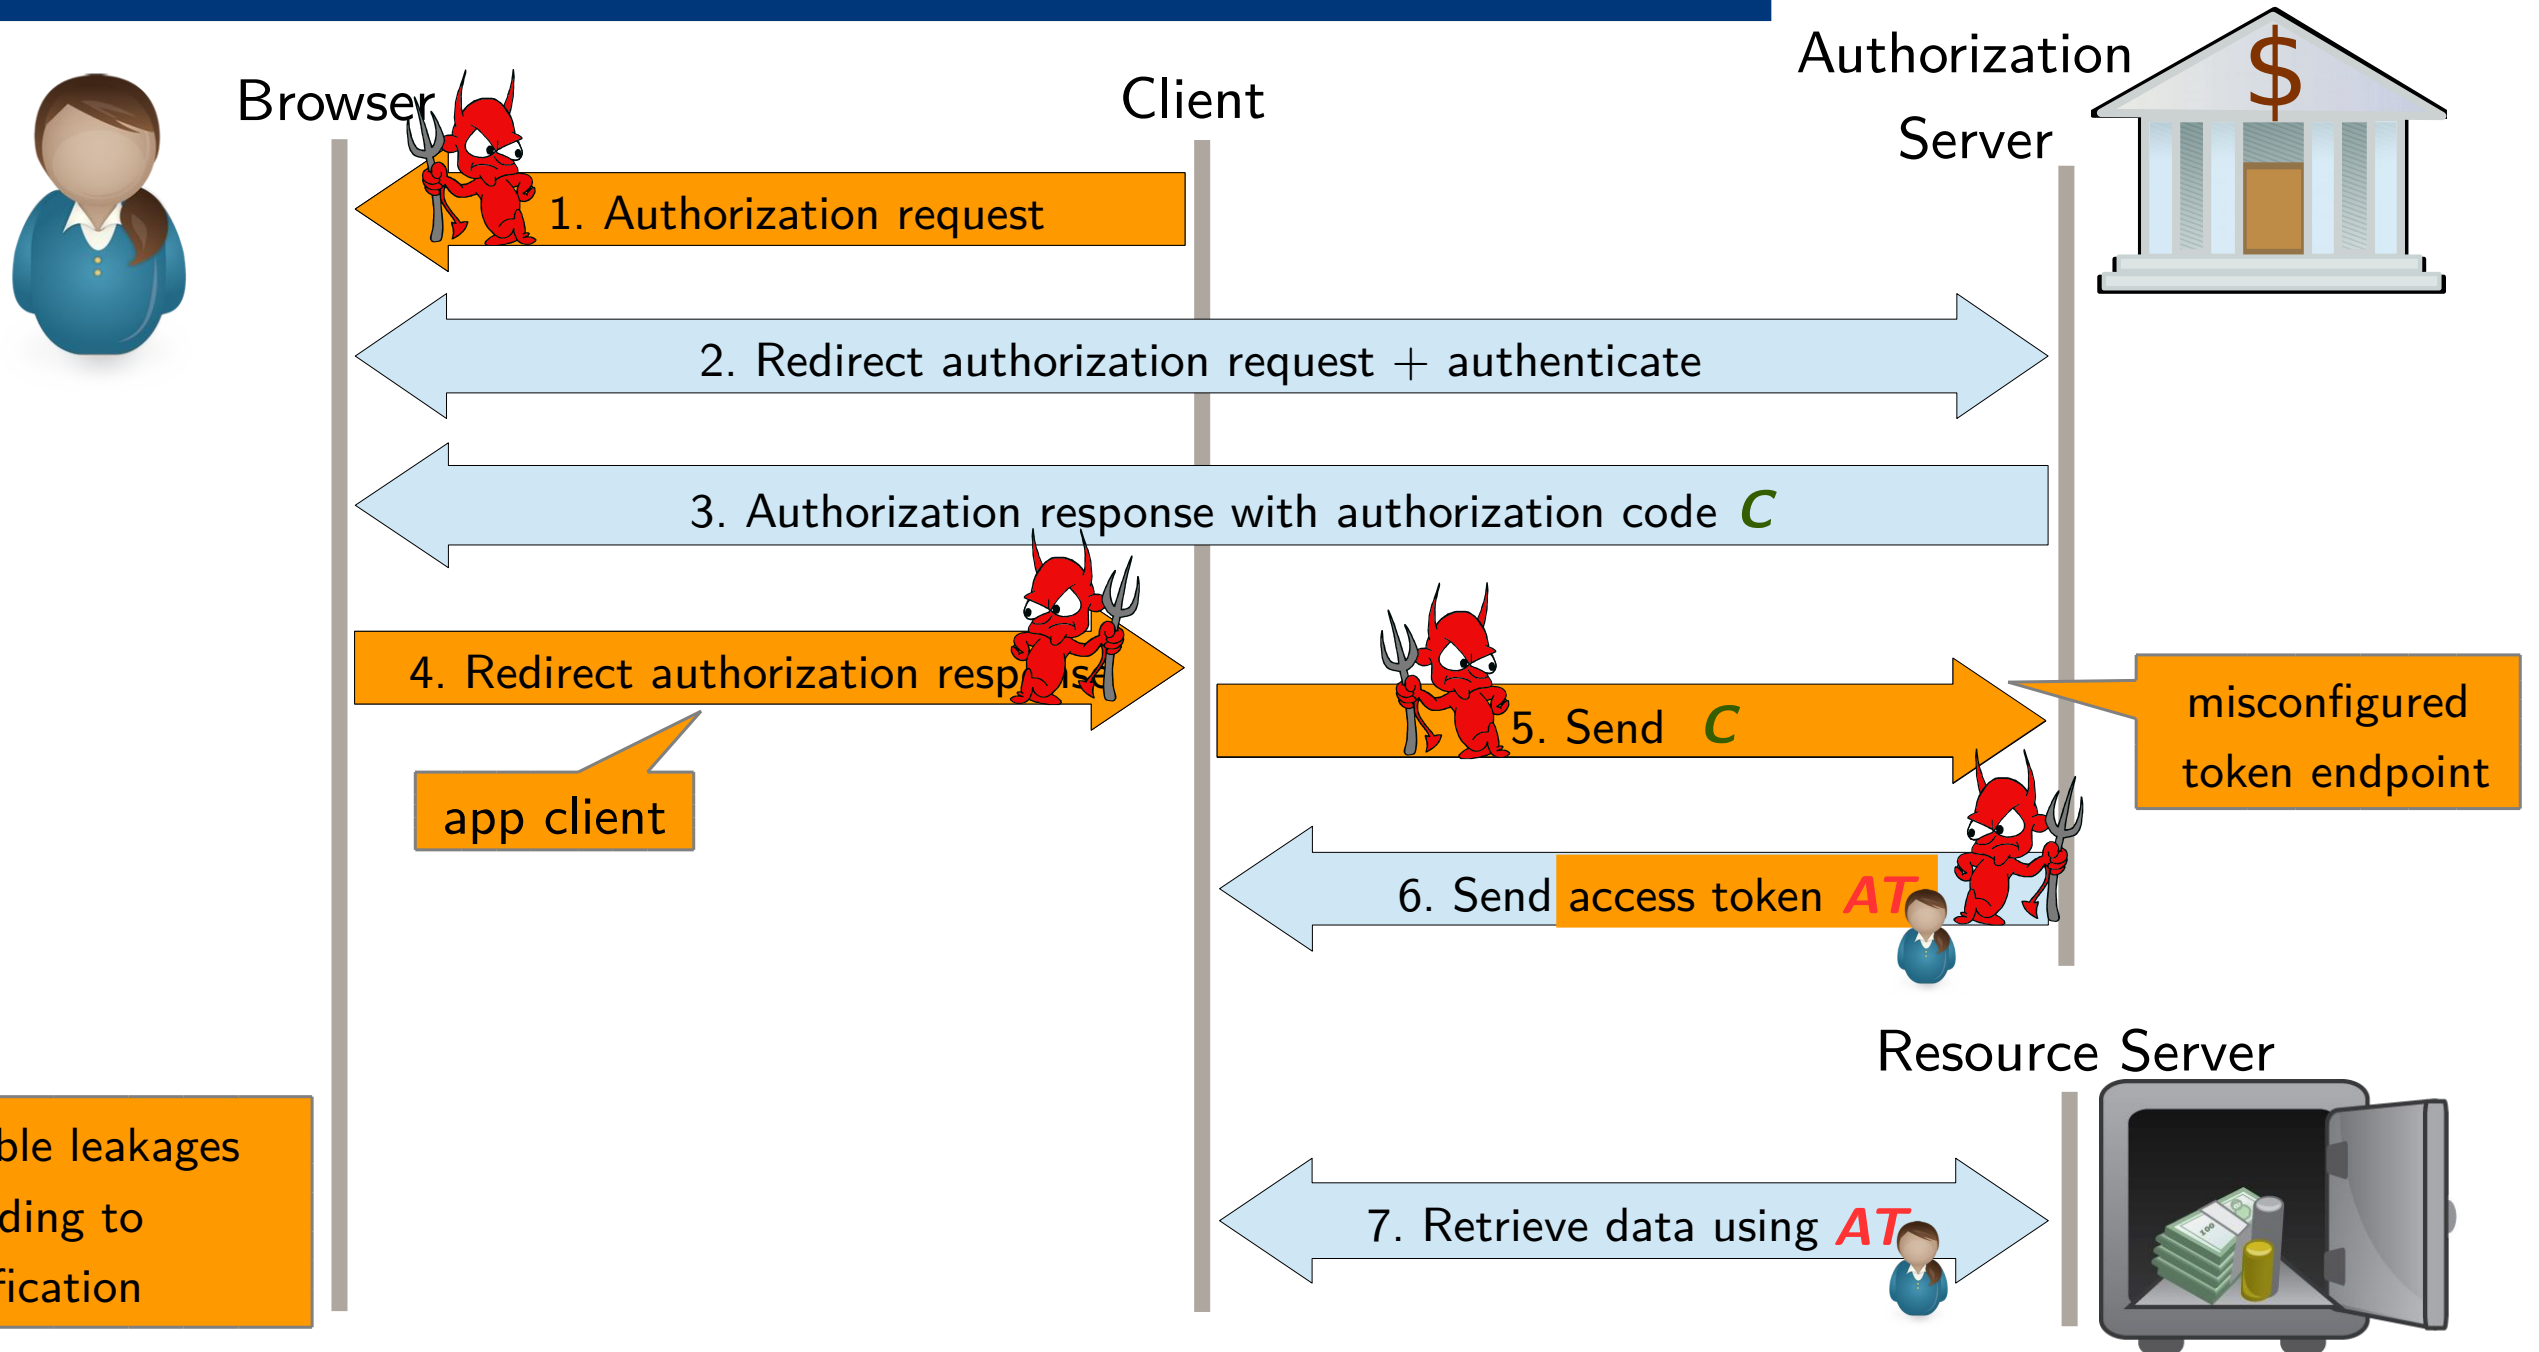 Browser
Client
Authorization
Server
1. Authorization request
2. Redirect authorization request + authenticate
3. Authorization response with authorization code C
4. Redirect authorization response
app client
5. Send C
misconfigured
token endpoint
6. Send access token AT
Resource Server
7. Retrieve data using AT
ble leakages
ding to
fication
$
100